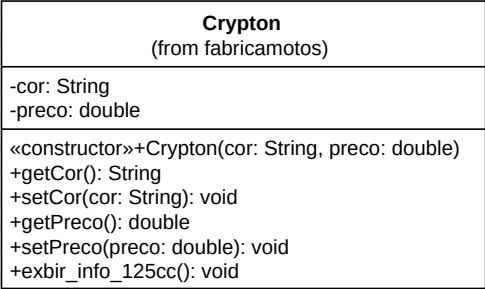 Crypton
(from fabricamotos)
-cor: String
-preco: double
«constructor»+Crypton(cor: String, preco: double)
+getCor(): String
+setCor(cor: String): void
+getPreco(): double
+setPreco(preco: double): void
+exbir_info_125cc(): void